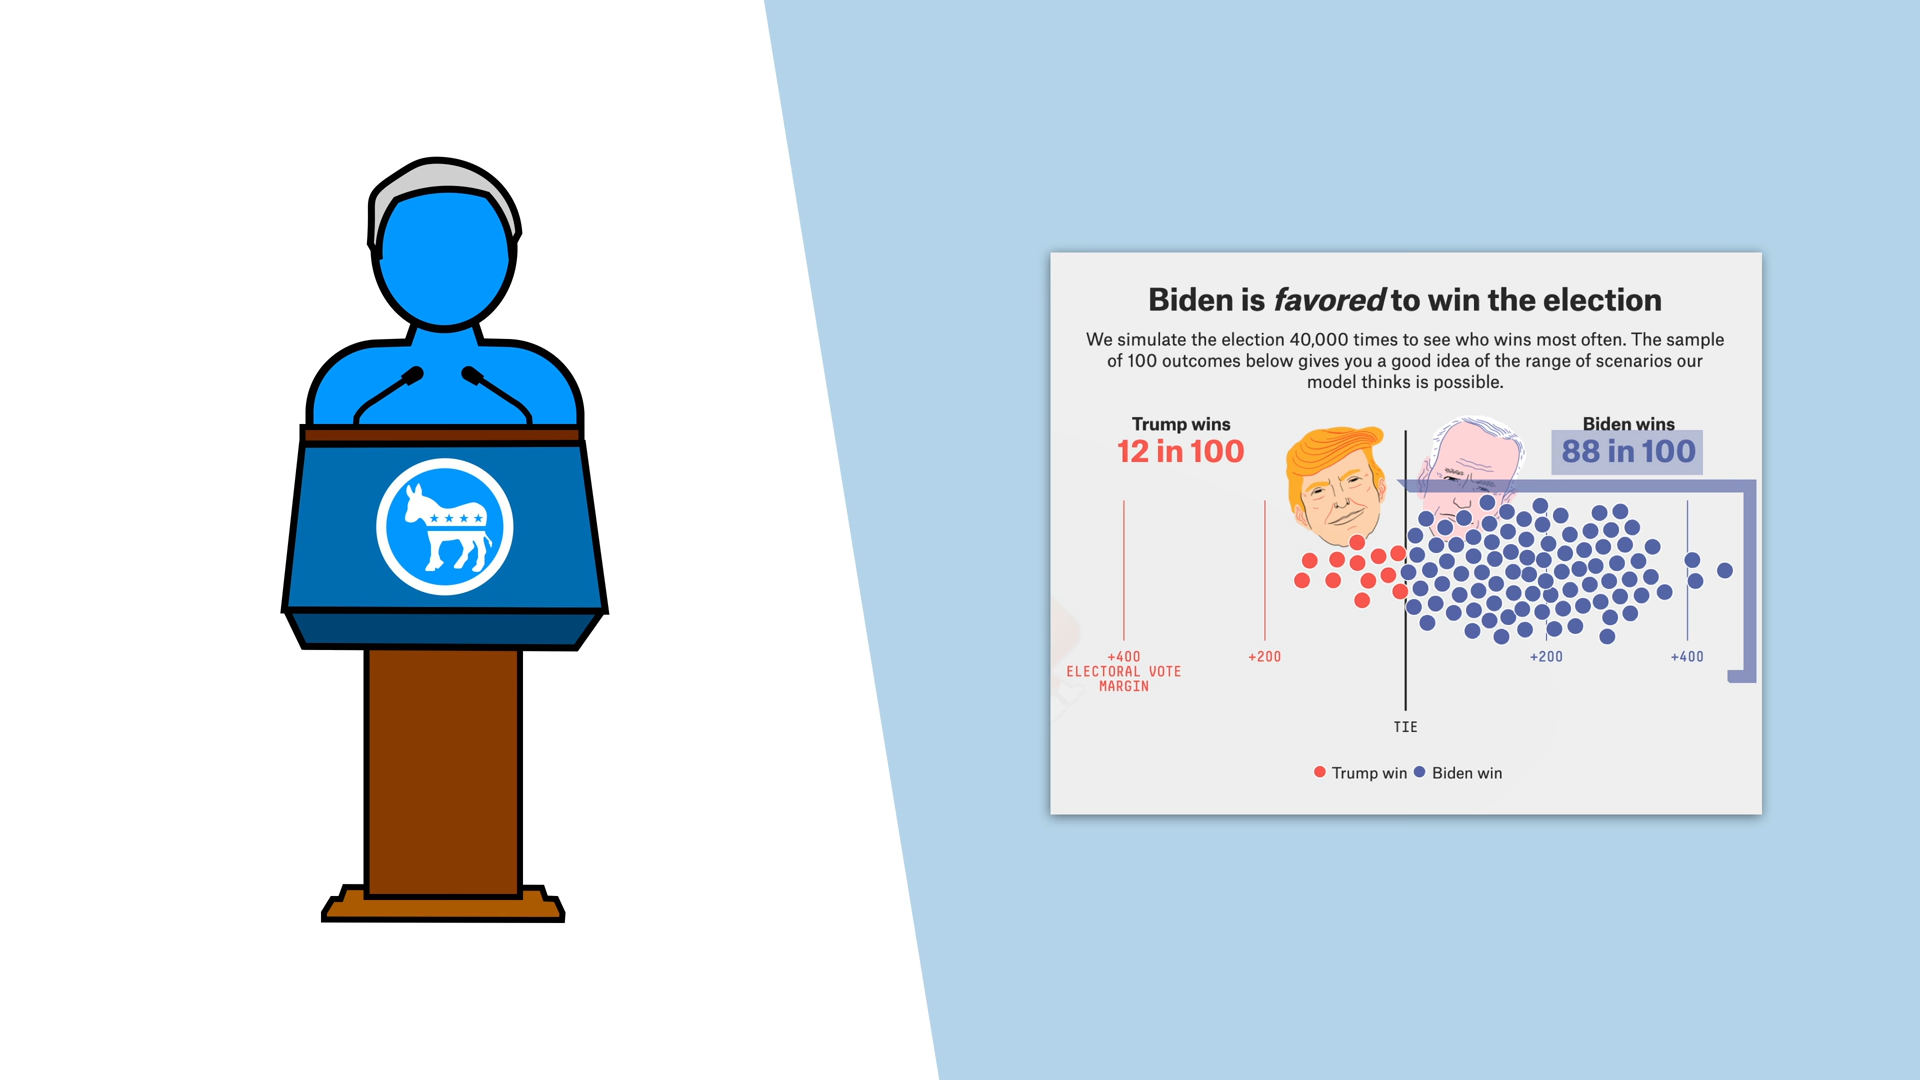 Biden is favored to win the election
We simulate the election 40,000 times to see who wins most often. The sample
of 100 outcomes below gives you a good idea of the range of scenarios our
model thinks is possible.
Trump wins
12 in 100
Biden wins
88 in 100
+400
ELECTORAL VOTE
MARGIN
+200
+200
+400
TIE
Trump win
Biden win